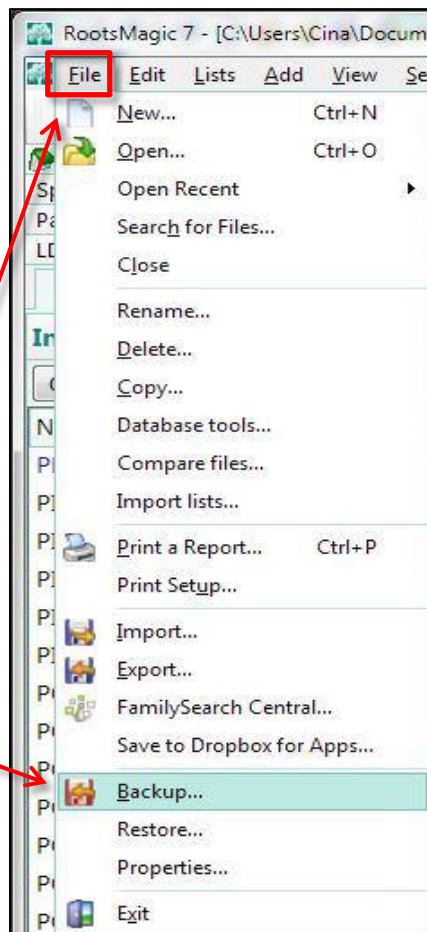 RootsMagic 7 - [C:\Users\Cina\Docum
File Edit Lists Add View Se
New... Ctrl+N
Open... Ctrl+O
Open Recent
Search for Files...
Close
Rename...
Delete...
Copy...
Database tools...
Compare files...
Import lists...
Print a Report... Ctrl+P
Print Setup...
Import...
Export...
FamilySearch Central...
Save to Dropbox for Apps...
Backup...
Restore...
Properties...
Exit